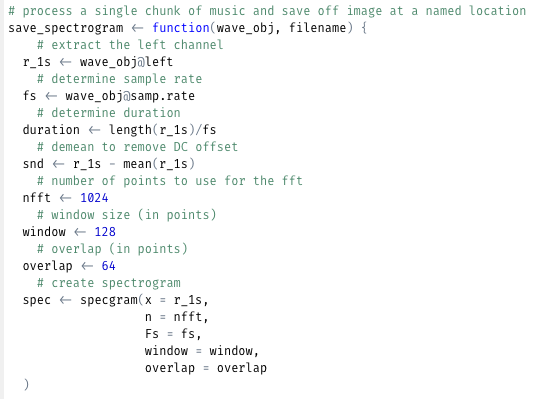 # process a single chunk of music and save off image at a named location
save_spectrogram <- function(wave_obj, filename) {
    # extract the left channel
  r_1s <- wave_obj@left
    # determine sample rate
  fs <- wave_obj@samp.rate
    # determine duration
  duration <- length(r_1s)/fs
    # demean to remove DC offset
  snd <- r_1s - mean(r_1s)
    # number of points to use for the fft
  nfft <- 1024
    # window size (in points)
  window <- 128
    # overlap (in points)
  overlap <- 64
    # create spectrogram
  spec <- specgram(x = r_1s,
                   n = nfft,
                   Fs = fs,
                   window = window,
                   overlap = overlap
  )